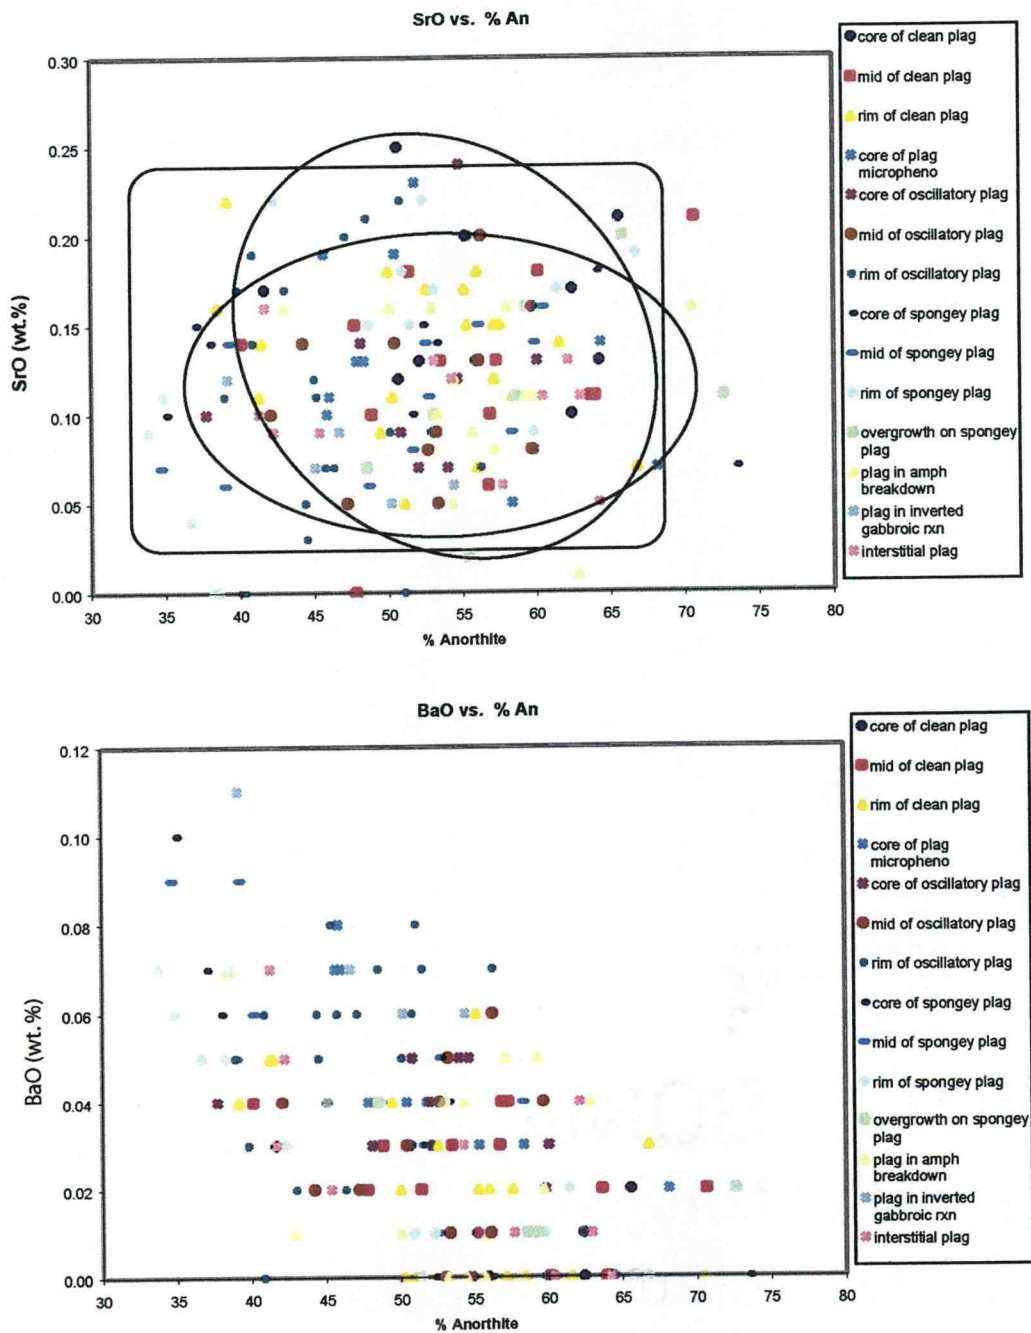 SrO vs. % An
0.30
0.25
0.20
0.15
0.10
0.05
0.00
SrO (wt.%)
30 35 40 45 50 55 60 65 70 75 80
% Anorthite
core of clean plag
mid of clean plag
rim of clean plag
core of plag
micropheno
core of oscillatory plag
mid of oscillatory plag
rim of oscillatory plag
core of spongey plag
mid of spongey plag
rim of spongey plag
overgrowth on spongey
plag
plag in amph
breakdown
plag in inverted
gabbroic rxn
interstitial plag
BaO vs. % An
0.12
0.10
0.08
0.06
0.04
0.02
0.00
BaO (wt.%)
30 35 40 45 50 55 60 65 70 75 80
% Anorthite
core of clean plag
mid of clean plag
rim of clean plag
core of plag
micropheno
core of oscillatory plag
mid of oscillatory plag
rim of oscillatory plag
core of spongey plag
mid of spongey plag
rim of spongey plag
overgrowth on spongey
plag
plag in amph
breakdown
plag in inverted
gabbroic rxn
interstitial plag